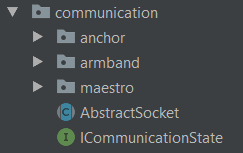 communication
anchor
armband
maestro
AbstractSocket
ICommunicationState